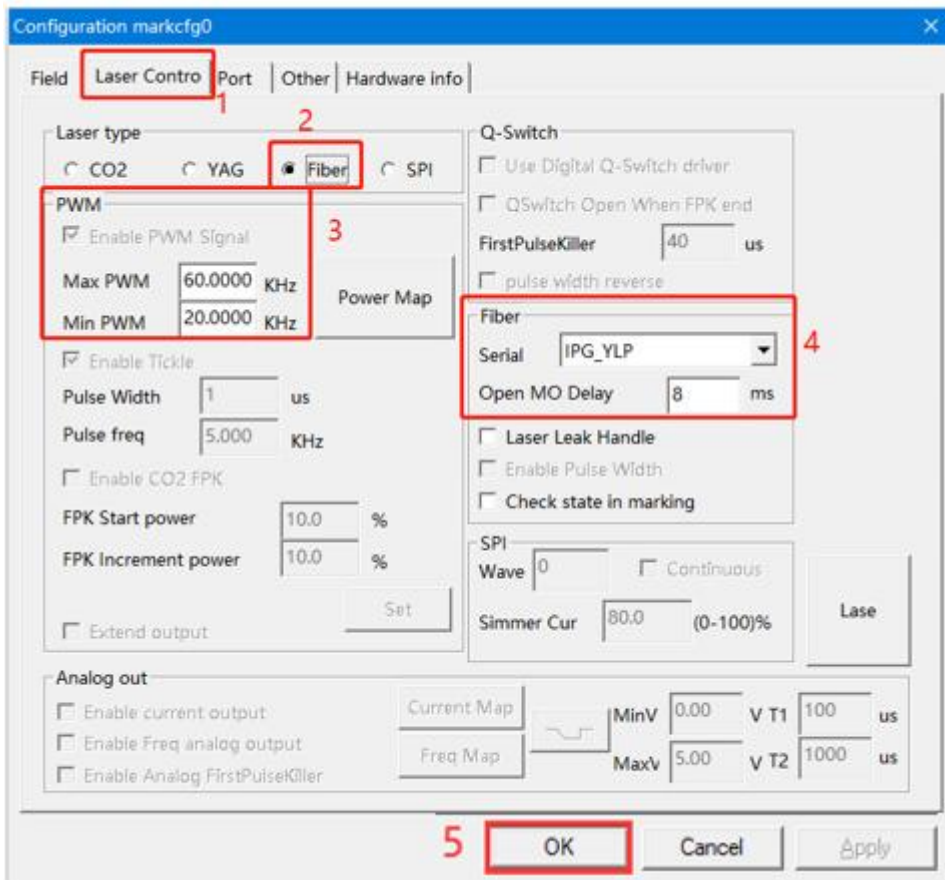 Configuration markcfg0
Field Laser Contro Port Other Hardware info
1
2
Laser type
CO2 YAG Fiber SPI
PWM
3
Enable PWM Signal
Max PWM 60.0000 KHz
Min PWM 20.0000 KHz
Power Map
Enable Tickle
Pulse Width 1 us
Pulse freq 5.000 KHz
Enable CO2 FPK
FPK Start power 10.0 %
FPK Increment power 10.0 %
Set
Extend output
Q-Switch
Use Digital Q-Switch driver
QSwitch Open When FPK end
FirstPulseKiller 40 us
pulse width reverse
Fiber
4
Serial IPG_YLP
Open MO Delay 8 ms
Laser Leak Handle
Enable Pulse Width
Check state in marking
SPI
Wave 0 Continuous
Simmer Cur 80.0 (0-100)%
Lase
Analog out
Enable current output
Enable Freq analog output
Enable Analog FirstPulseKiller
Current Map
Freq Map
MinV 0.00 V T1 100 us
MaxV 5.00 V T2 1000 us
5 OK Cancel Apply